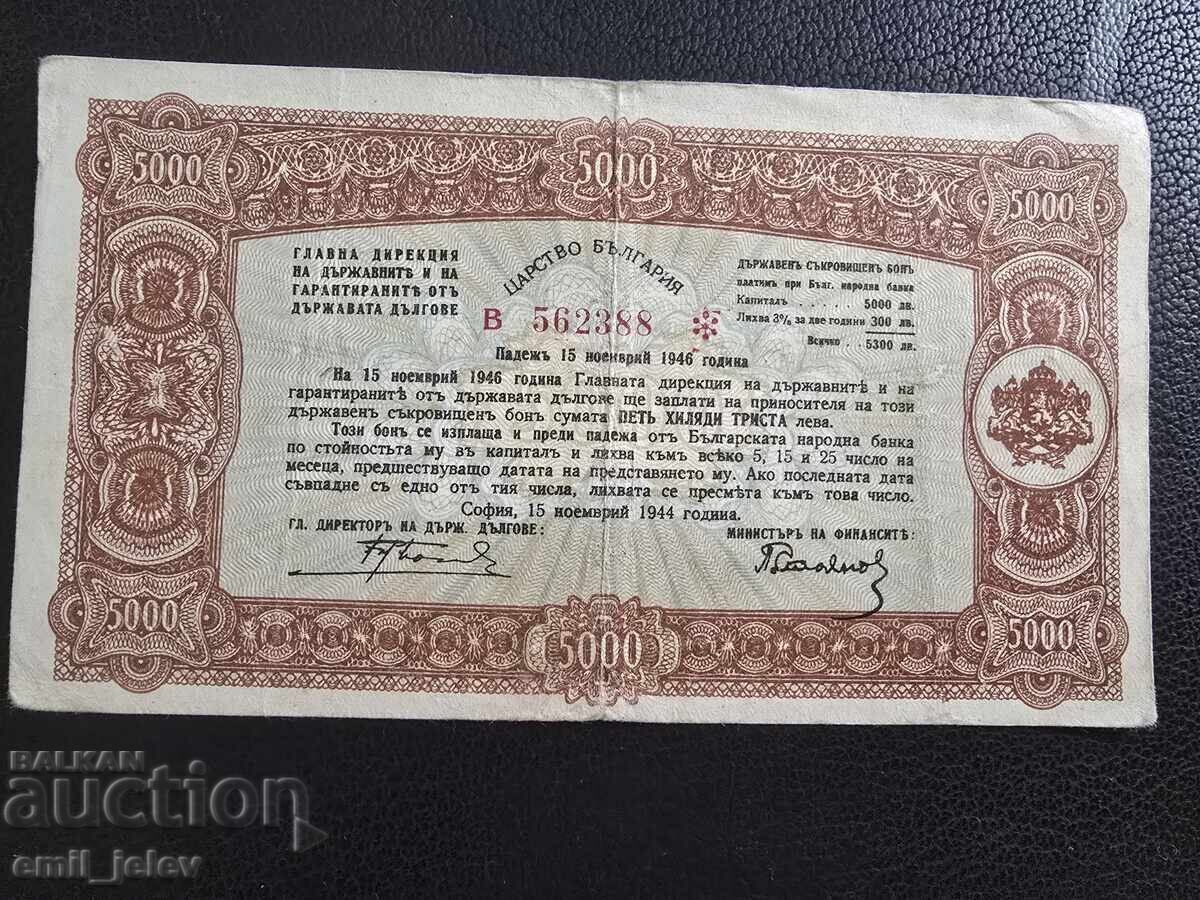 5000
5000
5000
ГЛАВНА ДИРЕКЦИЯ
НА ДЪРЖАВНИТѢ И НА
ГАРАНТИРАНИТѢ ОТЪ
ДЪРЖАВАТА ДЪЛГОВЕ
ЦАРСТВО БЪЛГАРИЯ
В 562388
ДЪРЖАВЕНЪ СЪКРОВИЩЕНЪ БОНЪ
платимъ при Бълг. народна банка
Капиталъ . . . . . 5000 лв.
Лихва 3% за две години 300 лв.
Всичко . . 5300 лв.
Падежъ 15 ноемврий 1946 година
На 15 ноемврий 1946 година Главната дирекция на държавнитѣ и на
гарантиранитѣ отъ държавата дългове ще заплати на приносителя на този
държавенъ съкровищенъ бонъ сумата ПЕТЬ ХИЛЯДИ ТРИСТА лева.
Този бонъ се изплаща и преди падежа отъ Българската народна банка
по стойностьта му въ капиталъ и лихва къмъ всѣко 5, 15 и 25 число на
месеца, предшествуващо датата на представянето му. Ако последната дата
съвпадне съ едно отъ тия числа, лихвата се пресмѣта къмъ това число.
София, 15 ноемврий 1944 година.
ГЛ. ДИРЕКТОРЪ НА ДЪРЖ. ДЪЛГОВЕ:
МИНИСТЪРЪ НА ФИНАНСИТѢ:
5000
5000
5000
BALKAN
auction
emil_jelev